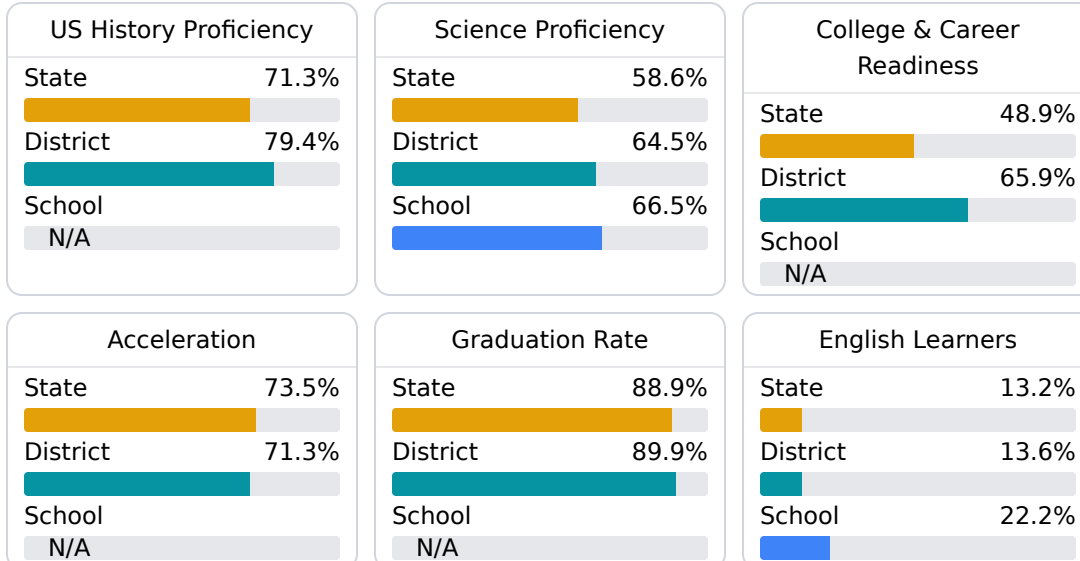 US History Proficiency
State 71.3%
District 79.4%
School
N/A
Science Proficiency
State 58.6%
District 64.5%
School 66.5%
College & Career
Readiness
State 48.9%
District 65.9%
School
N/A
Acceleration
State 73.5%
District 71.3%
School
N/A
Graduation Rate
State 88.9%
District 89.9%
School
N/A
English Learners
State 13.2%
District 13.6%
School 22.2%